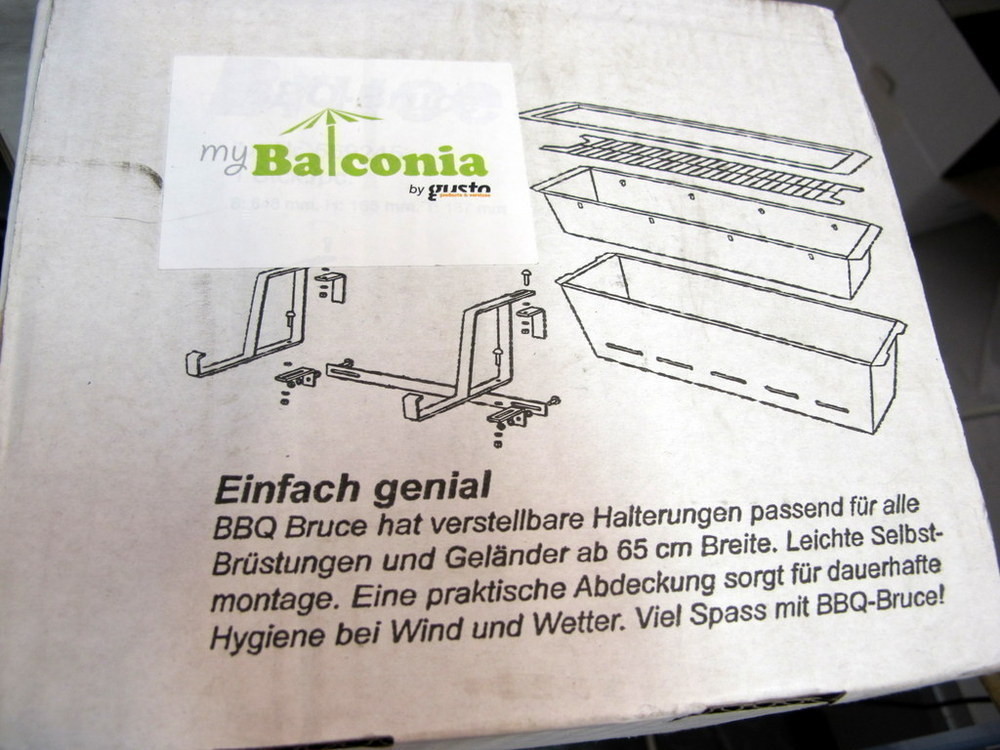 my Balconia
by gusto
Einfach genial
BBQ Bruce hat verstellbare Halterungen passend für alle
Brüstungen und Geländer ab 65 cm Breite. Leichte Selbst-
montage. Eine praktische Abdeckung sorgt für dauerhafte
Hygiene bei Wind und Wetter. Viel Spass mit BBQ-Bruce!